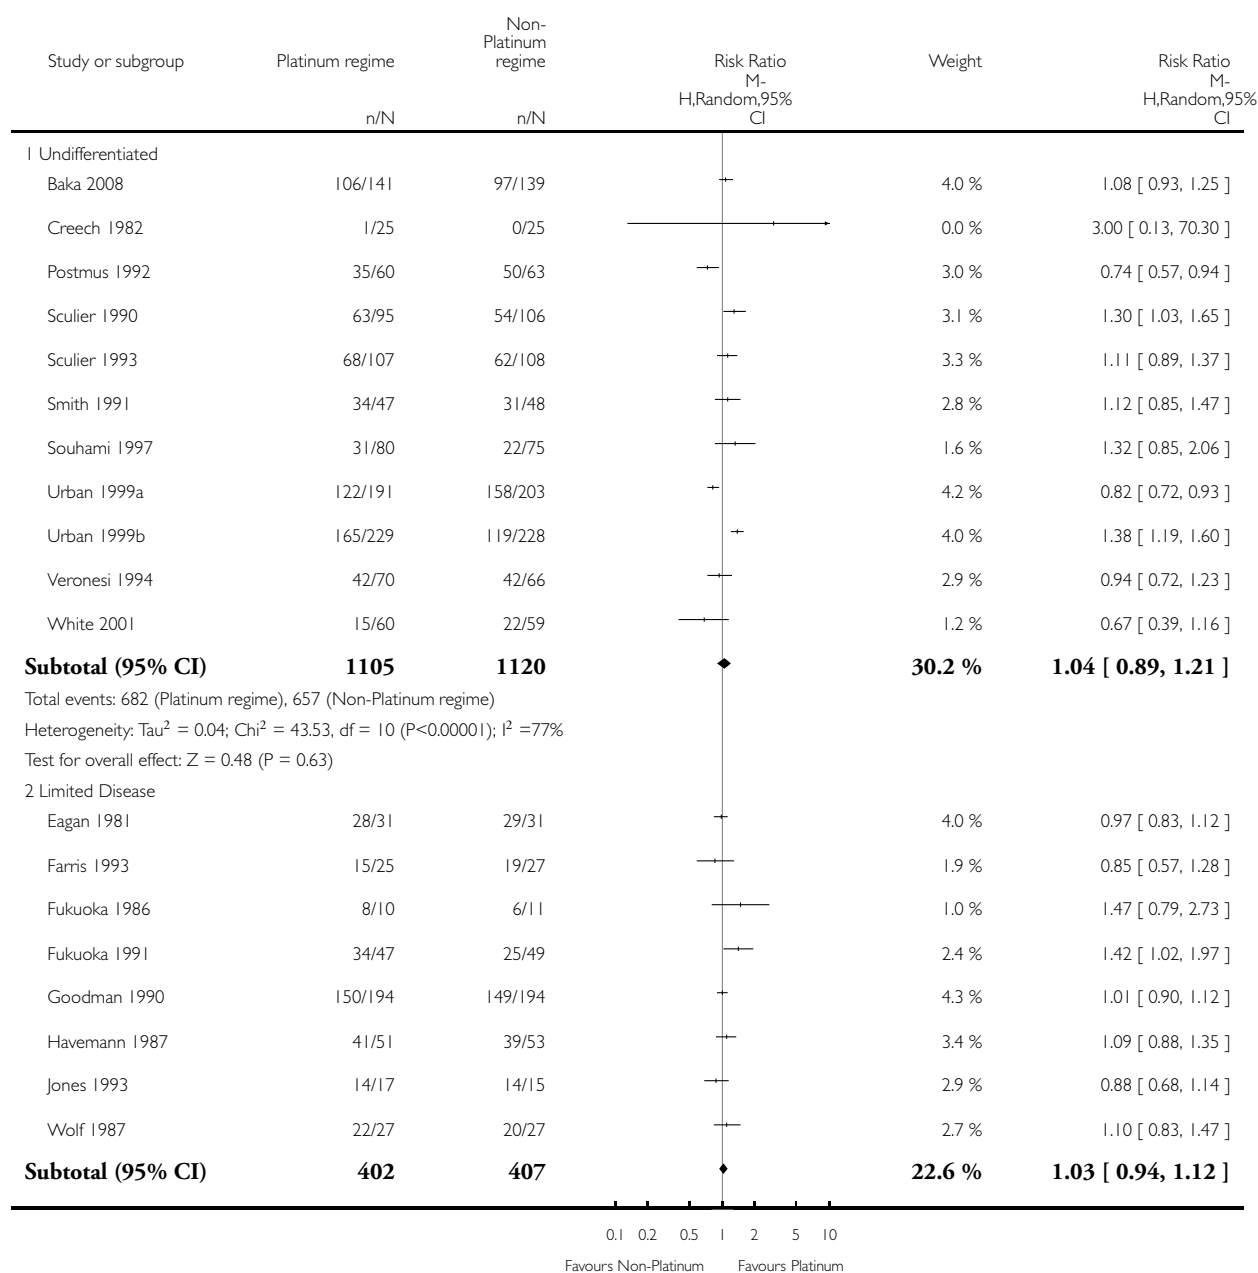 Study or subgroup Platinum regime Non-Platinum regime Risk Ratio Weight Risk Ratio
M-H,Random,95% CI M-H,Random,95% CI
n/N n/N
1 Undifferentiated
Baka 2008 106/141 97/139 4.0 % 1.08 [ 0.93, 1.25 ]
Creech 1982 1/25 0/25 0.0 % 3.00 [ 0.13, 70.30 ]
Postmus 1992 35/60 50/63 3.0 % 0.74 [ 0.57, 0.94 ]
Sculier 1990 63/95 54/106 3.1 % 1.30 [ 1.03, 1.65 ]
Sculier 1993 68/107 62/108 3.3 % 1.11 [ 0.89, 1.37 ]
Smith 1991 34/47 31/48 2.8 % 1.12 [ 0.85, 1.47 ]
Souhami 1997 31/80 22/75 1.6 % 1.32 [ 0.85, 2.06 ]
Urban 1999a 122/191 158/203 4.2 % 0.82 [ 0.72, 0.93 ]
Urban 1999b 165/229 119/228 4.0 % 1.38 [ 1.19, 1.60 ]
Veronesi 1994 42/70 42/66 2.9 % 0.94 [ 0.72, 1.23 ]
White 2001 15/60 22/59 1.2 % 0.67 [ 0.39, 1.16 ]
Subtotal (95% CI) 1105 1120 30.2 % 1.04 [ 0.89, 1.21 ]
Total events: 682 (Platinum regime), 657 (Non-Platinum regime)
Heterogeneity: Tau² = 0.04; Chi² = 43.53, df = 10 (P<0.00001); I² =77%
Test for overall effect: Z = 0.48 (P = 0.63)
2 Limited Disease
Eagan 1981 28/31 29/31 4.0 % 0.97 [ 0.83, 1.12 ]
Farris 1993 15/25 19/27 1.9 % 0.85 [ 0.57, 1.28 ]
Fukuoka 1986 8/10 6/11 1.0 % 1.47 [ 0.79, 2.73 ]
Fukuoka 1991 34/47 25/49 2.4 % 1.42 [ 1.02, 1.97 ]
Goodman 1990 150/194 149/194 4.3 % 1.01 [ 0.90, 1.12 ]
Havemann 1987 41/51 39/53 3.4 % 1.09 [ 0.88, 1.35 ]
Jones 1993 14/17 14/15 2.9 % 0.88 [ 0.68, 1.14 ]
Wolf 1987 22/27 20/27 2.7 % 1.10 [ 0.83, 1.47 ]
Subtotal (95% CI) 402 407 22.6 % 1.03 [ 0.94, 1.12 ]
0.1 0.2 0.5 1 2 5 10
Favours Non-Platinum Favours Platinum